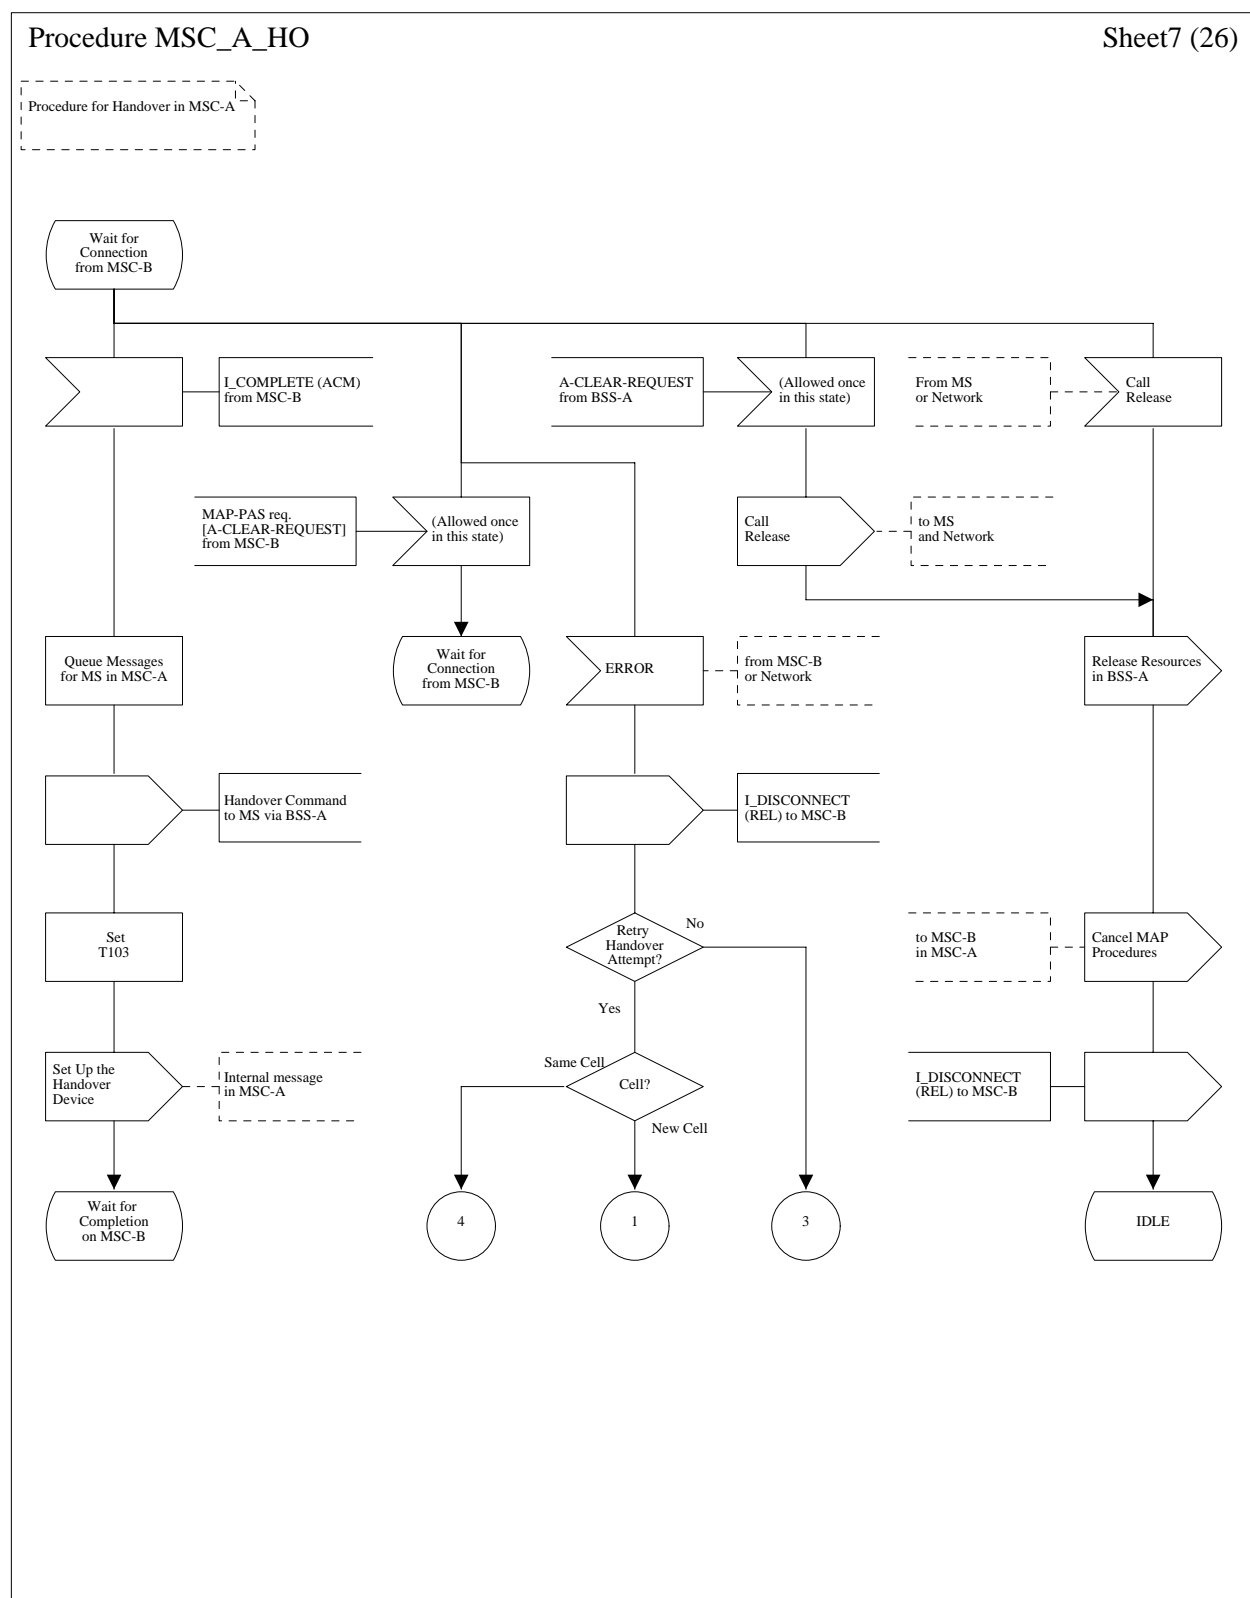 Procedure MSC_A_HO
Sheet7 (26)
Procedure for Handover in MSC-A
Wait for
Connection
from MSC-B
I_COMPLETE (ACM)
from MSC-B
A-CLEAR-REQUEST
from BSS-A
(Allowed once
in this state)
From MS
or Network
Call
Release
MAP-PAS req.
[A-CLEAR-REQUEST]
from MSC-B
(Allowed once
in this state)
Call
Release
to MS
and Network
Queue Messages
for MS in MSC-A
Wait for
Connection
from MSC-B
ERROR
from MSC-B
or Network
Release Resources
in BSS-A
Handover Command
to MS via BSS-A
I_DISCONNECT
(REL) to MSC-B
Set
T103
Retry
Handover
Attempt?
No
Yes
to MSC-B
in MSC-A
Cancel MAP
Procedures
Set Up the
Handover
Device
Internal message
in MSC-A
Same Cell
Cell?
New Cell
I_DISCONNECT
(REL) to MSC-B
Wait for
Completion
on MSC-B
4
1
3
IDLE